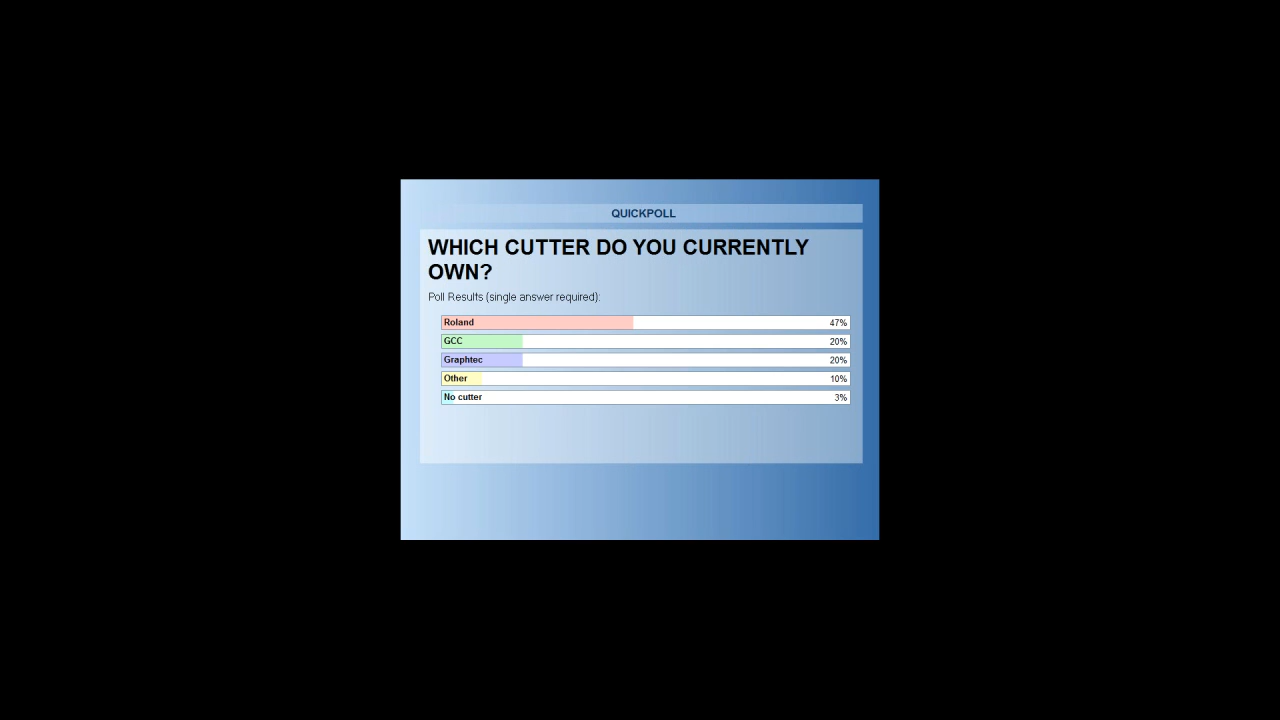 QUICKPOLL
WHICH CUTTER DO YOU CURRENTLY
OWN?
Poll Results (single answer required):
Roland 47%
GCC 20%
Graphtec 20%
Other 10%
No cutter 3%